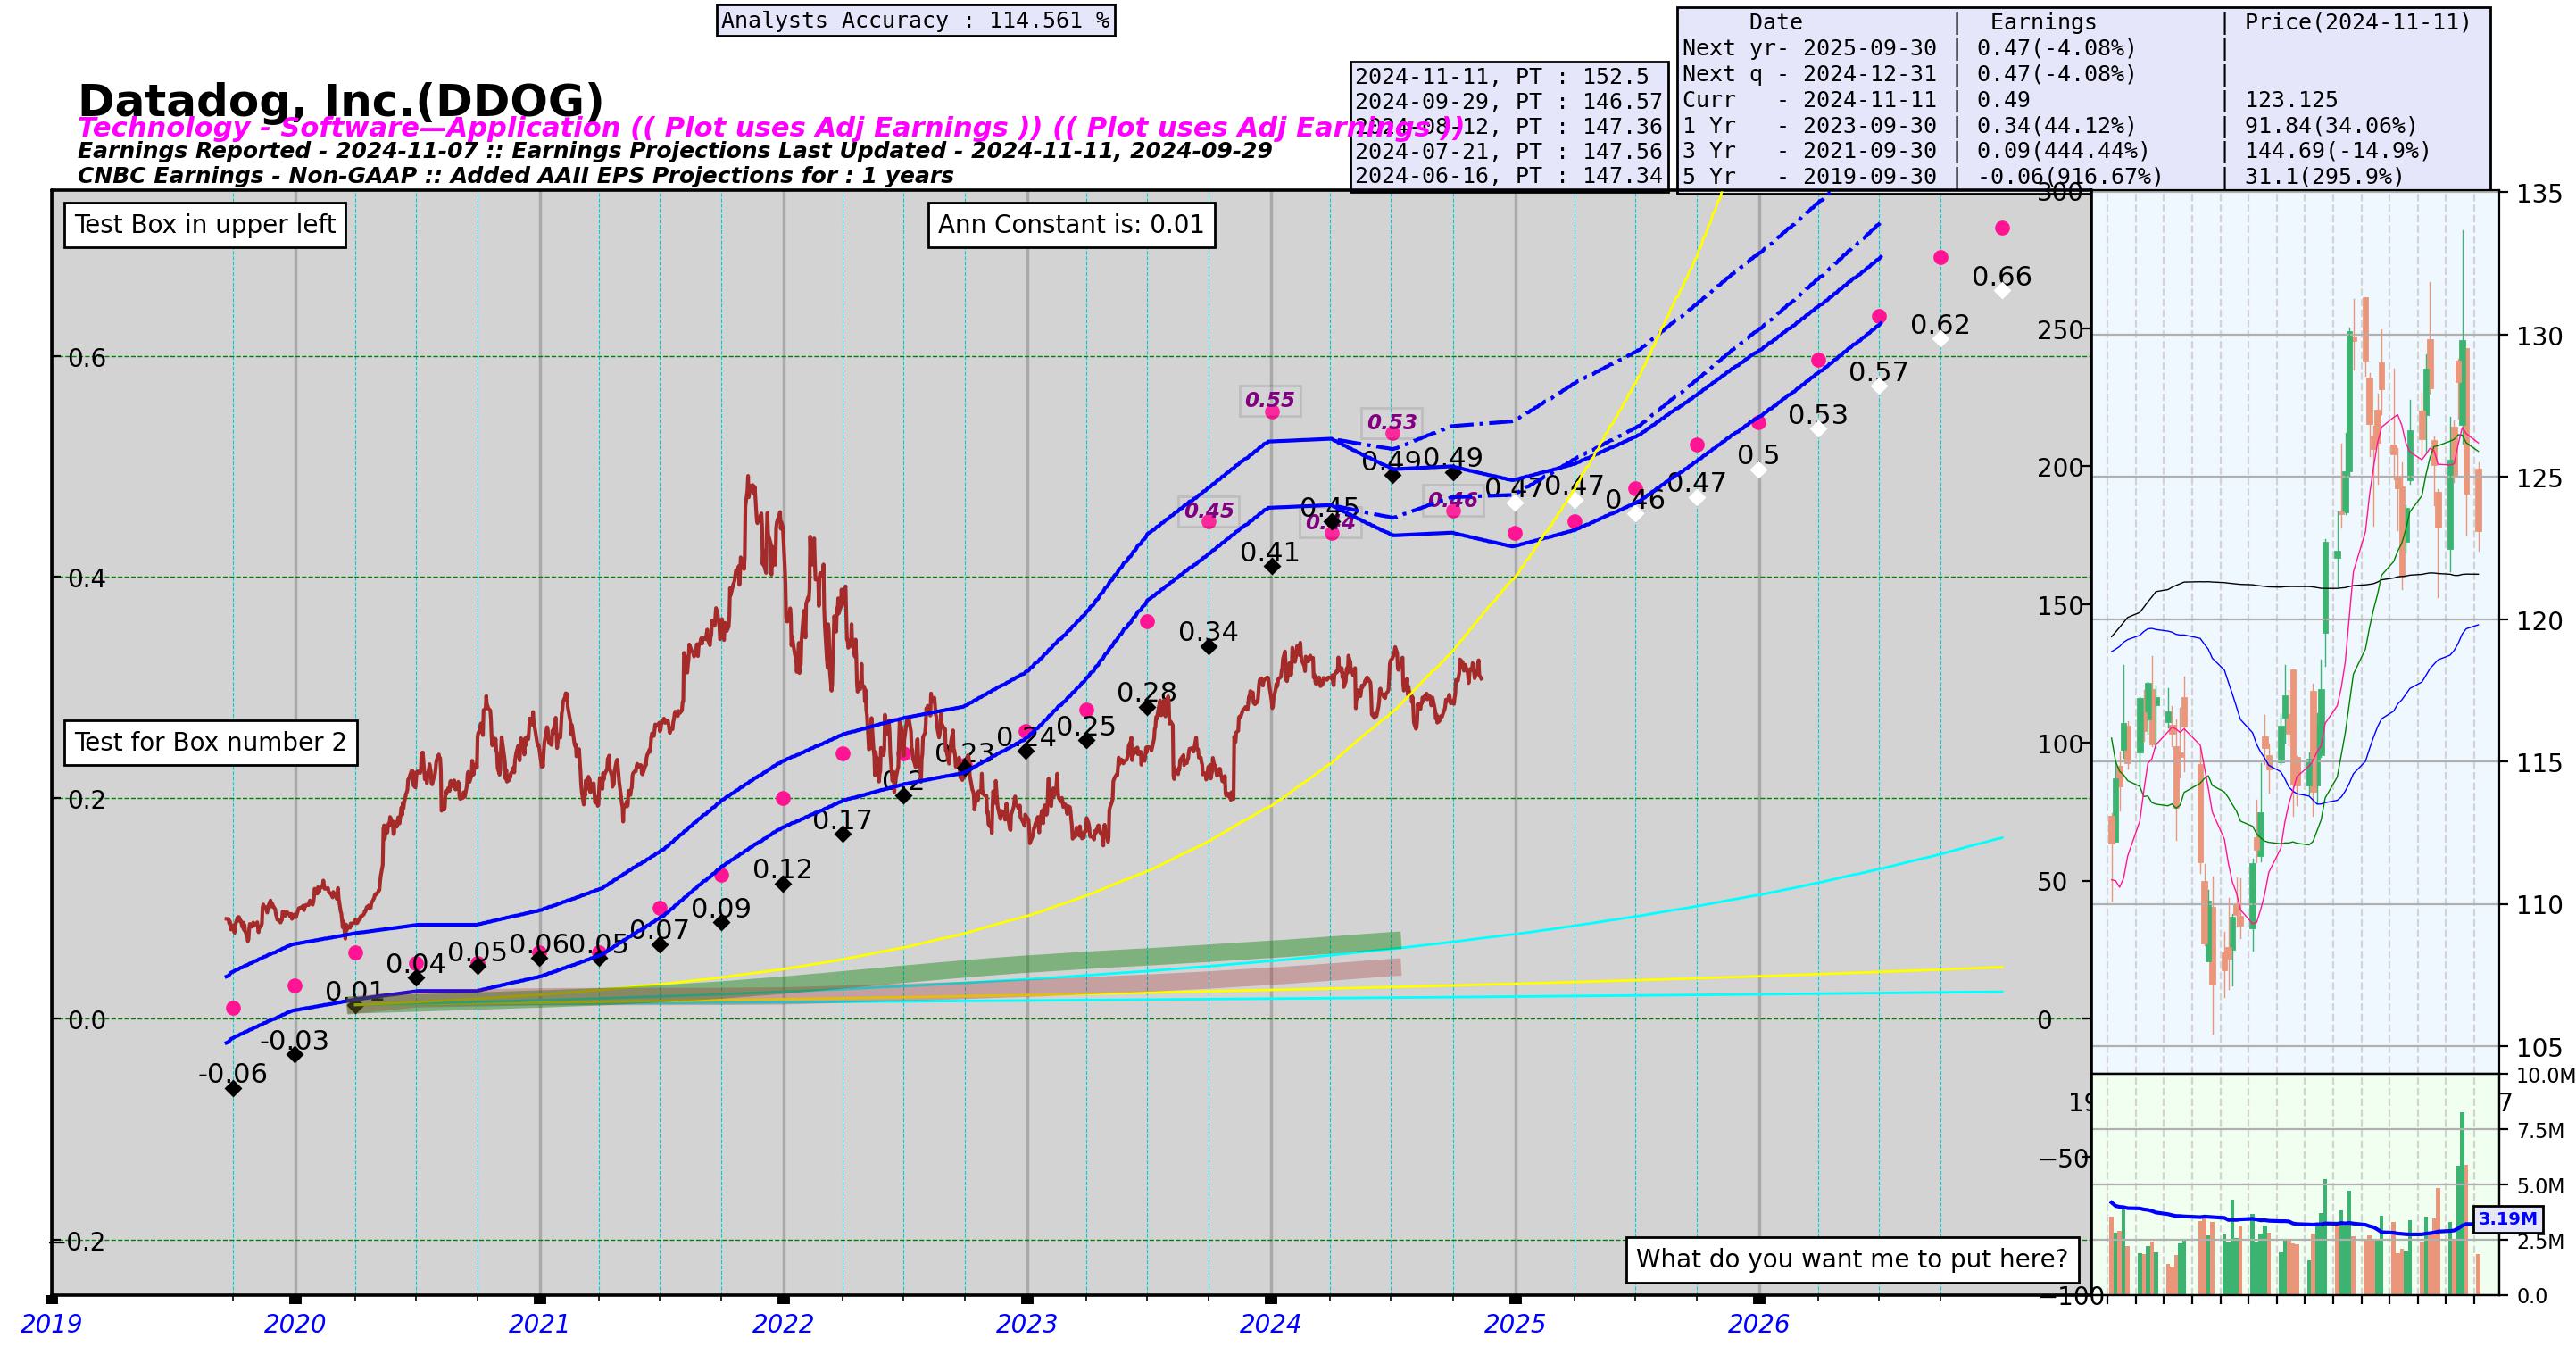 Analysts Accuracy : 114.561 %
Date | Earnings | Price(2024-11-11)
Next yr- 2025-09-30 | 0.47(-4.08%) |
Next q - 2024-12-31 | 0.47(-4.08%) |
Curr - 2024-11-11 | 0.49 | 123.125
1 Yr - 2023-09-30 | 0.34(44.12%) | 91.84(34.06%)
3 Yr - 2021-09-30 | 0.09(444.44%) | 144.69(-14.9%)
5 Yr - 2019-09-30 | -0.06(916.67%) | 31.1(295.9%)
2024-11-11, PT : 152.5
2024-09-29, PT : 146.57
2024-08-12, PT : 147.36
2024-07-21, PT : 147.56
2024-06-16, PT : 147.34
Datadog, Inc.(DDOG)
Technology - Software—Application (( Plot uses Adj Earnings )) (( Plot uses Adj Earnings ))
Earnings Reported - 2024-11-07 :: Earnings Projections Last Updated - 2024-11-11, 2024-09-29
CNBC Earnings - Non-GAAP :: Added AAII EPS Projections for : 1 years
Test Box in upper left
Ann Constant is: 0.01
Test for Box number 2
What do you want me to put here?
0.6
0.4
0.2
0.0
−0.2
300
250
200
150
100
50
0
−50
−100
135
130
125
120
115
110
105
10.0M
7.5M
5.0M
3.19M
2.5M
0.0
-0.06
-0.03
0.01
0.04
0.05
0.06
0.05
0.07
0.09
0.12
0.17
0.2
0.23
0.24
0.25
0.28
0.34
0.41
0.45
0.49
0.49
0.47
0.47
0.46
0.47
0.5
0.53
0.57
0.62
0.66
0.45
0.55
0.44
0.53
0.46
2019
2020
2021
2022
2023
2024
2025
2026